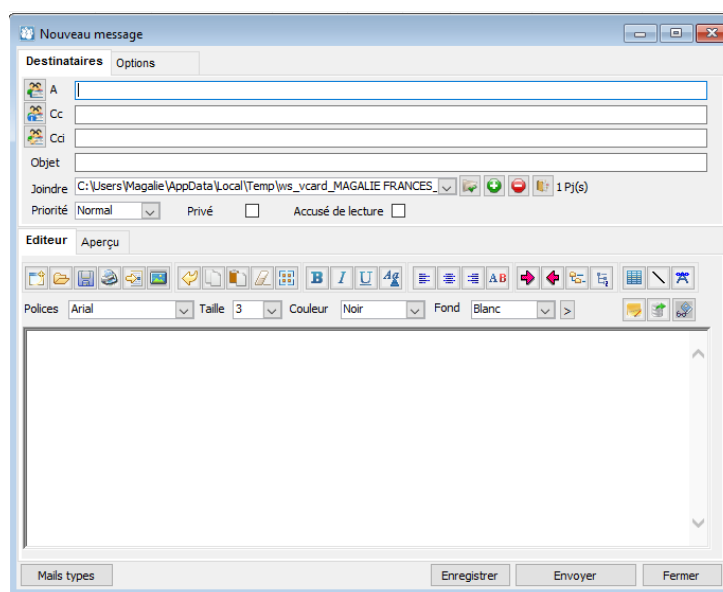 Nouveau message
Destinataires Options
A
Cc
Cci
Objet
Joindre C:\Users\Magalie\AppData\Local\Temp\ws_vcard_MAGALIE FRANCES_ 1 Pj(s)
Priorité Normal Privé Accusé de lecture
Editeur Aperçu
B I U Ag AB
Polices Arial Taille 3 Couleur Noir Fond Blanc >
Mails types Enregistrer Envoyer Fermer